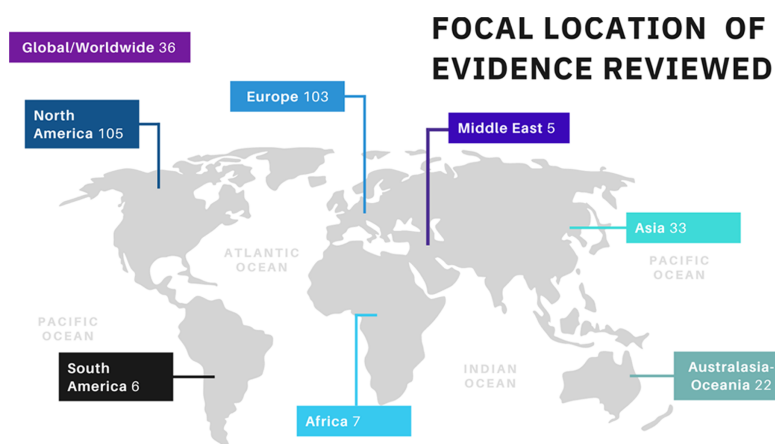 FOCAL LOCATION OF
EVIDENCE REVIEWED
Global/Worldwide 36
Europe 103
North
America 105
Middle East 5
Asia 33
ATLANTIC
OCEAN
PACIFIC
OCEAN
PACIFIC
OCEAN
South
America 6
INDIAN
OCEAN
Australasia-
Oceania 22
Africa 7